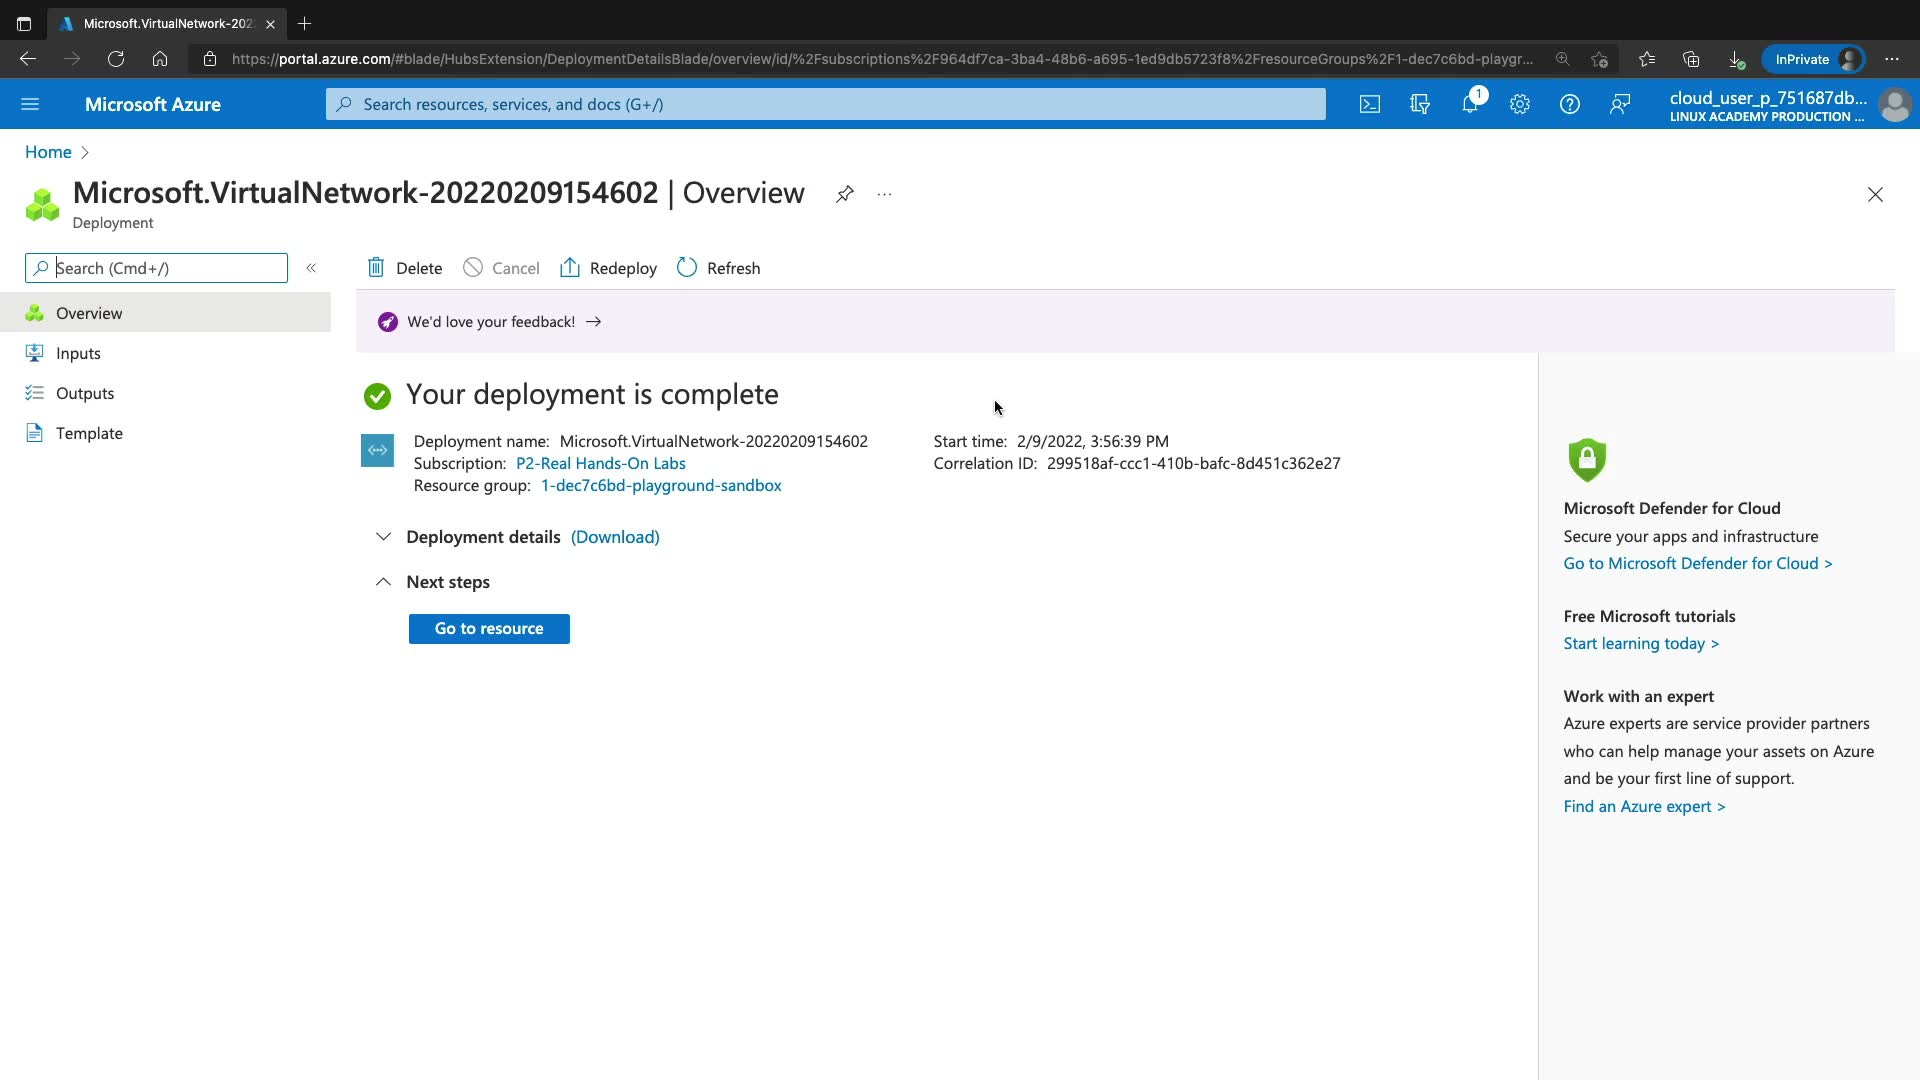 Microsoft.VirtualNetwork-202
https://portal.azure.com/#blade/HubsExtension/DeploymentDetailsBlade/overview/id/%2Fsubscriptions%2F964df7ca-3ba4-48b6-a695-1ed9db5723f8%2FresourceGroups%2F1-dec7c6bd-playgr...
InPrivate
Microsoft Azure
Search resources, services, and docs (G+/)
1
cloud_user_p_751687db...
LINUX ACADEMY PRODUCTION ...
Home >
Microsoft.VirtualNetwork-20220209154602 | Overview
...
Deployment
Search (Cmd+/)
«
Delete
Cancel
Redeploy
Refresh
Overview
Inputs
Outputs
Template
We'd love your feedback! →
Your deployment is complete
Deployment name: Microsoft.VirtualNetwork-20220209154602
Subscription: P2-Real Hands-On Labs
Resource group: 1-dec7c6bd-playground-sandbox
Start time: 2/9/2022, 3:56:39 PM
Correlation ID: 299518af-ccc1-410b-bafc-8d451c362e27
Deployment details (Download)
Next steps
Go to resource
Microsoft Defender for Cloud
Secure your apps and infrastructure
Go to Microsoft Defender for Cloud >
Free Microsoft tutorials
Start learning today >
Work with an expert
Azure experts are service provider partners
who can help manage your assets on Azure
and be your first line of support.
Find an Azure expert >